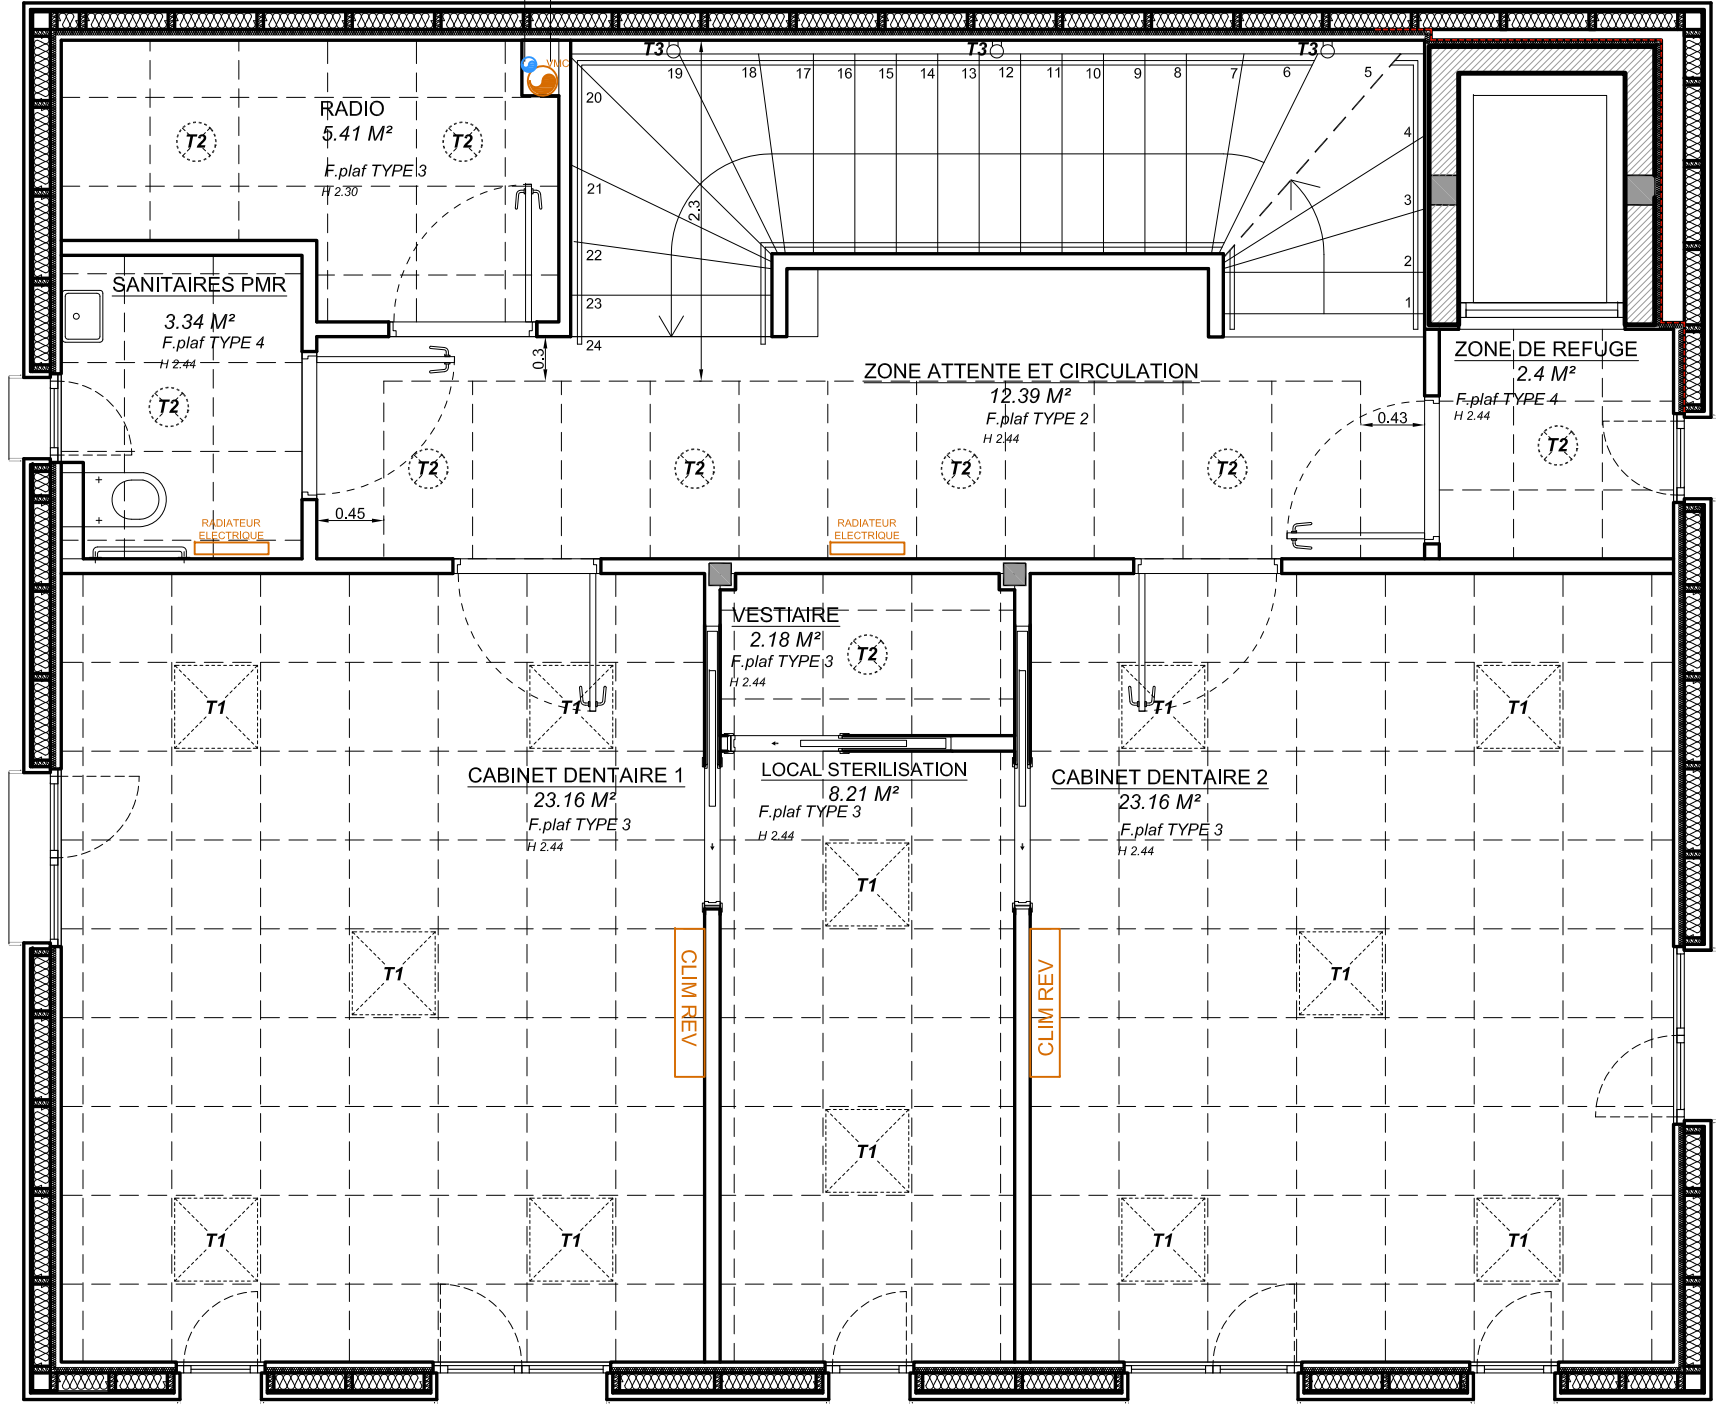 T3
T3
T3
VMC
19
18
17
16
15
14
13
12
11
10
9
8
7
6
5
20
RADIO
5.41 M²
T2
T2
4
F.plaf TYPE 3
H 2.30
21
3
2.3
22
2
SANITAIRES PMR
23
1
3.34 M²
F.plaf TYPE 4
H 2.44
24
0.3
ZONE DE REFUGE
2.4 M²
F.plaf TYPE 4
H 2.44
ZONE ATTENTE ET CIRCULATION
12.39 M²
F.plaf TYPE 2
H 2.44
0.43
T2
T2
T2
T2
T2
T2
0.45
RADIATEUR
ELECTRIQUE
RADIATEUR
ELECTRIQUE
VESTIAIRE
2.18 M²
F.plaf TYPE 3
H 2.44
T2
T1
T1
T1
T1
CABINET DENTAIRE 1
23.16 M²
F.plaf TYPE 3
H 2.44
LOCAL STERILISATION
8.21 M²
F.plaf TYPE 3
H 2.44
CABINET DENTAIRE 2
23.16 M²
F.plaf TYPE 3
H 2.44
T1
T1
CLIM REV
CLIM REV
T1
T1
T1
T1
T1
T1